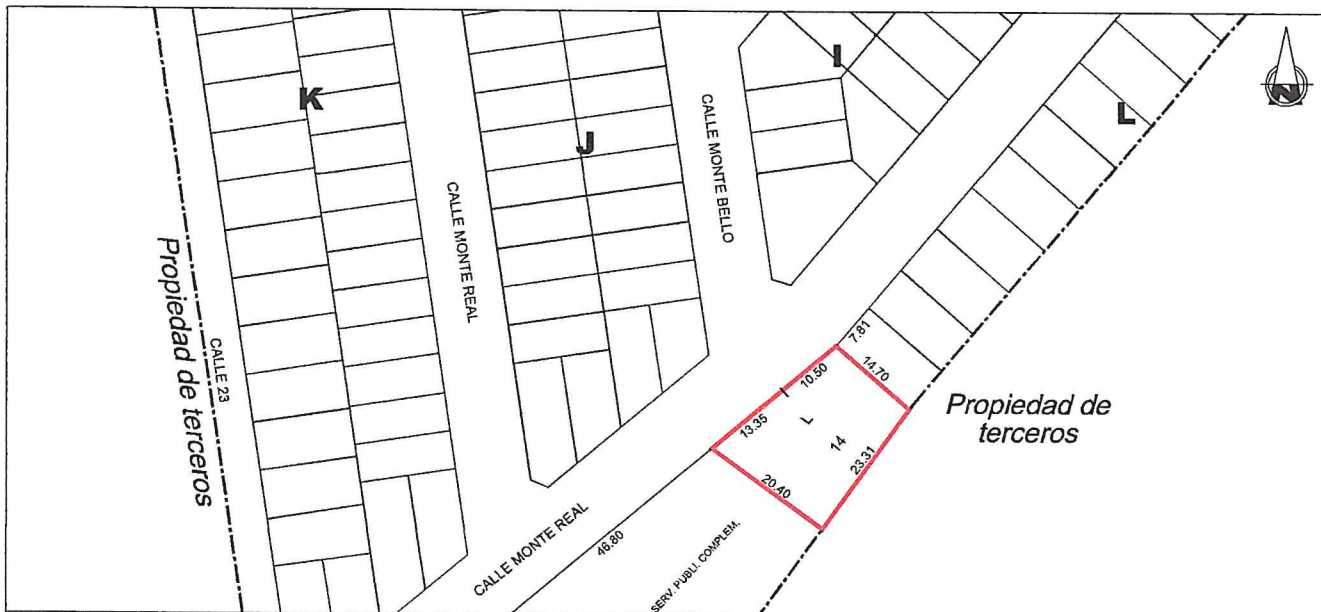 I
K
L
J
N
CALLE MONTE BELLO
CALLE MONTE REAL
Propiedad de terceros
CALLE 23
7.81
14.70
10.50
Propiedad de
terceros
13.35
L
14
23.31
20.40
46.80
CALLE MONTE REAL
SERV. PUBLI. COMPLEM.